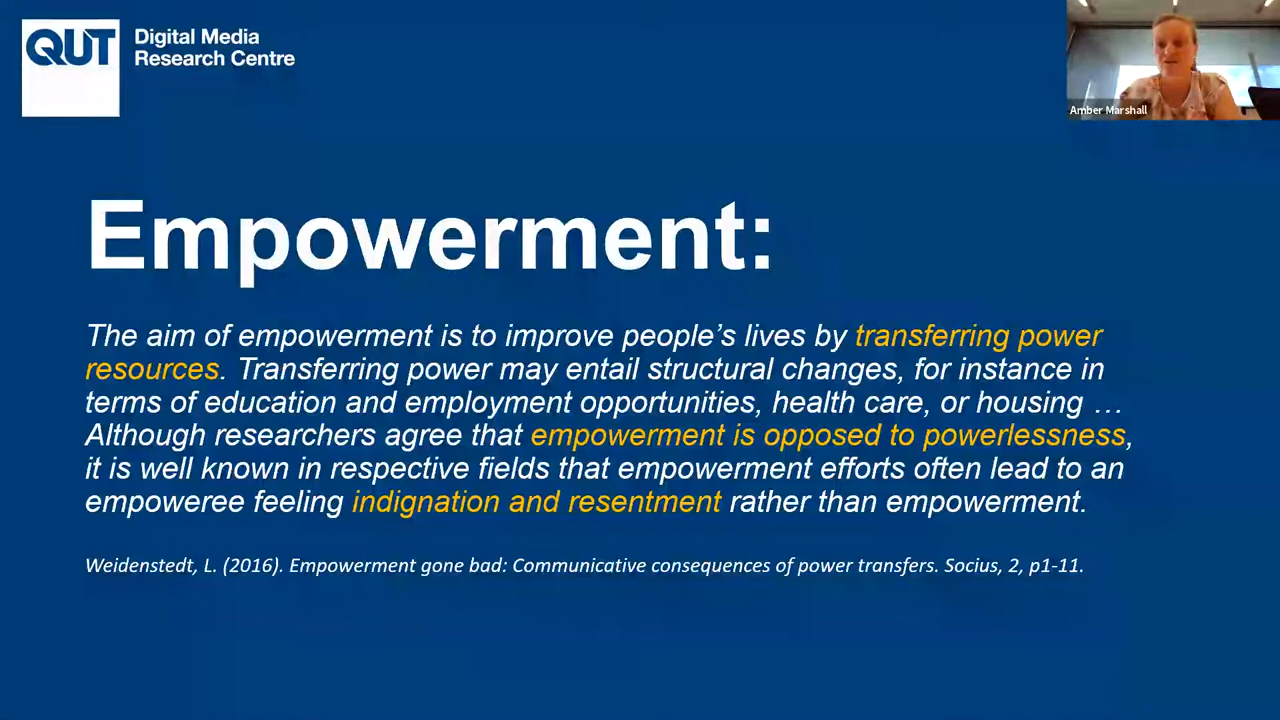 QUT
Digital Media
Research Centre
Amber Marshall
Empowerment:
The aim of empowerment is to improve people’s lives by transferring power
resources. Transferring power may entail structural changes, for instance in
terms of education and employment opportunities, health care, or housing …
Although researchers agree that empowerment is opposed to powerlessness,
it is well known in respective fields that empowerment efforts often lead to an
empoweree feeling indignation and resentment rather than empowerment.
Weidenstedt, L. (2016). Empowerment gone bad: Communicative consequences of power transfers. Socius, 2, p1-11.